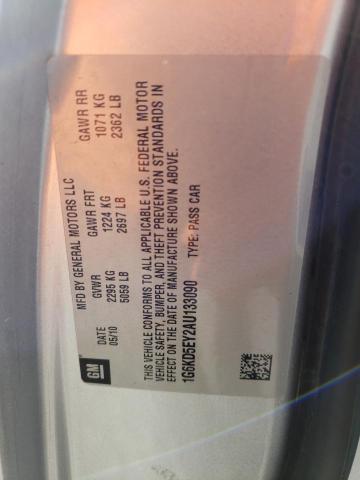 GM
MFD BY GENERAL MOTORS LLC
DATE GVWR GAWR FRT GAWR RR
05/10 2295 KG 1224 KG 1071 KG
5059 LB 2697 LB 2362 LB
THIS VEHICLE CONFORMS TO ALL APPLICABLE U.S. FEDERAL MOTOR
VEHICLE SAFETY, BUMPER, AND THEFT PREVENTION STANDARDS IN
EFFECT ON THE DATE OF MANUFACTURE SHOWN ABOVE.
1G6KD5EY2AU133090 TYPE: PASS CAR